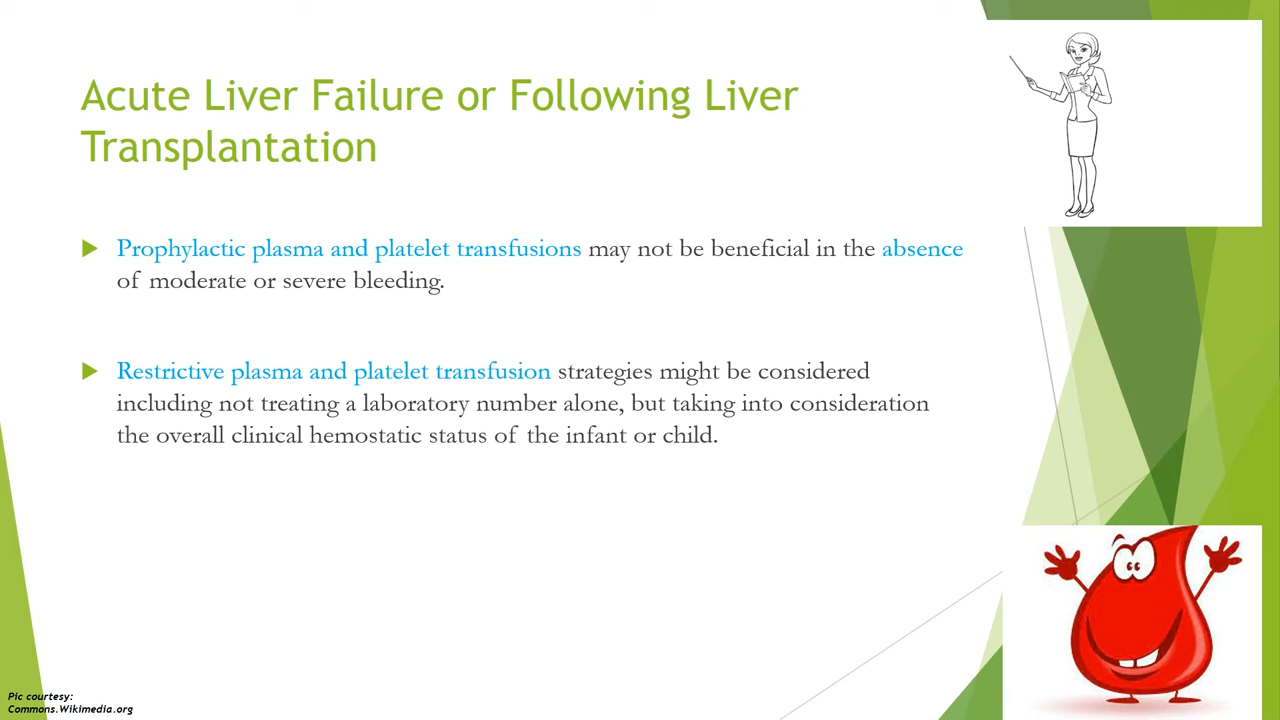 Acute Liver Failure or Following Liver
Transplantation
Prophylactic plasma and platelet transfusions may not be beneficial in the absence
of moderate or severe bleeding.
Restrictive plasma and platelet transfusion strategies might be considered
including not treating a laboratory number alone, but taking into consideration
the overall clinical hemostatic status of the infant or child.
Pic courtesy:
Commons.Wikimedia.org